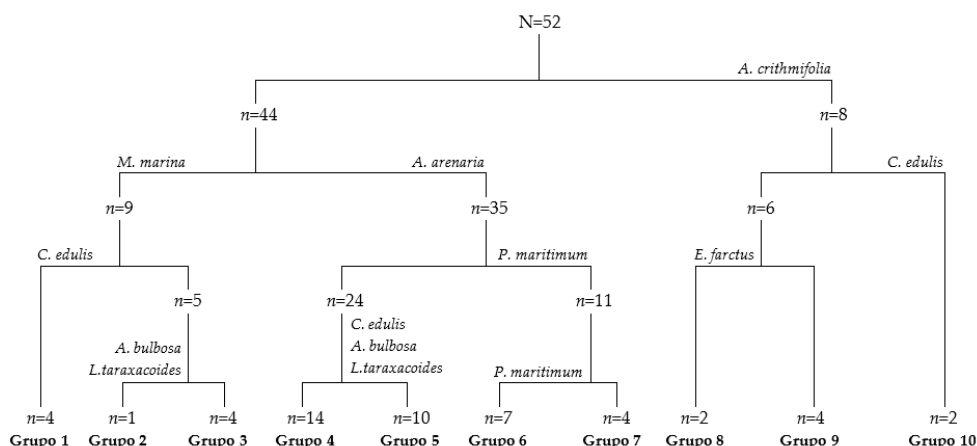 N=52
A. crithmifolia
n=44 n=8
M. marina A. arenaria C. edulis
n=9 n=35 n=6
C. edulis P. maritimum E. farctus
n=5 n=24 n=11
C. edulis
A. bulbosa A. bulbosa
L.taraxacoides L.taraxacoides P. maritimum
n=4 n=1 n=4 n=14 n=10 n=7 n=4 n=2 n=4 n=2
Grupo 1 Grupo 2 Grupo 3 Grupo 4 Grupo 5 Grupo 6 Grupo 7 Grupo 8 Grupo 9 Grupo 10